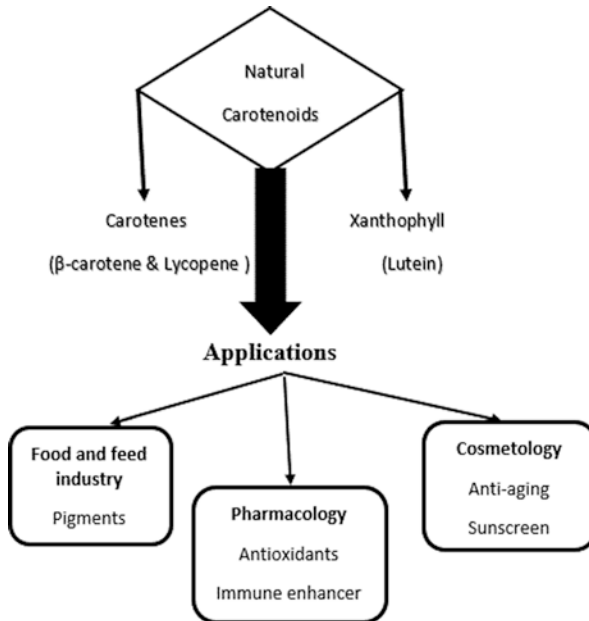 Natural
Carotenoids
Carotenes
(β-carotene & Lycopene )
Xanthophyll
(Lutein)
Applications
Food and feed
industry
Pigments
Pharmacology
Antioxidants
Immune enhancer
Cosmetology
Anti-aging
Sunscreen